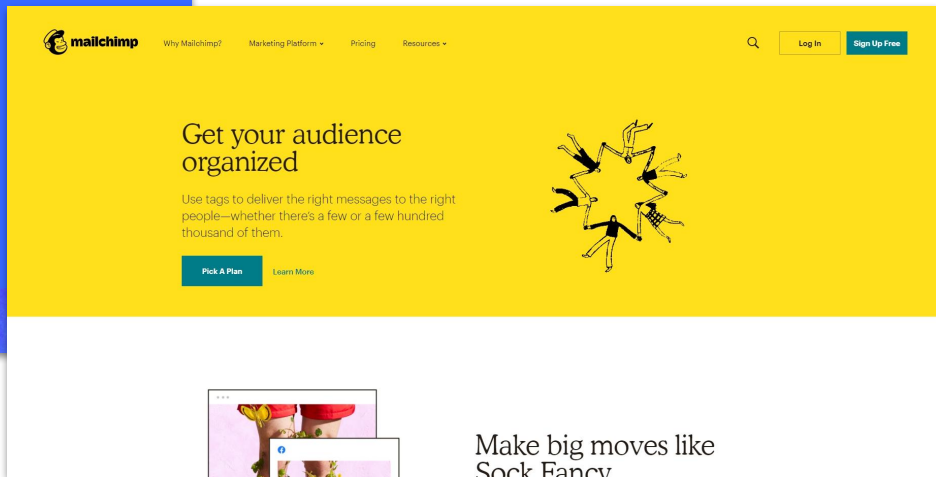 mailchimp
Why Mailchimp? Marketing Platform Pricing Resources Log In Sign Up Free
Get your audience
organized
Use tags to deliver the right messages to the right
people—whether there's a few or a few hundred
thousand of them.
Pick A Plan Learn More
Make big moves like
Sock Fancy